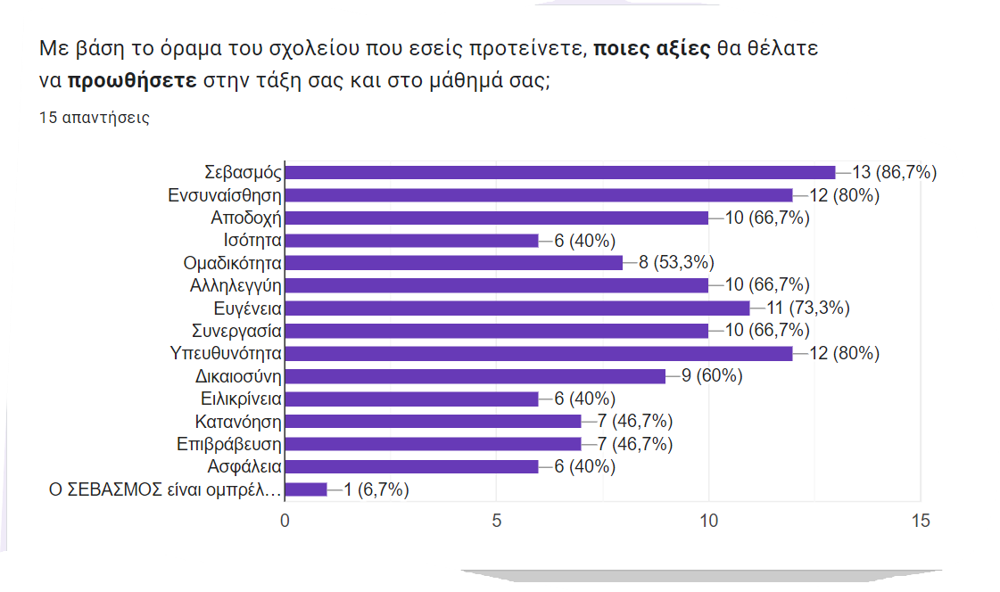 Με βάση το όραμα του σχολείου που εσείς προτείνετε, ποιες αξίες θα θέλατε
να προωθήσετε στην τάξη σας και στο μάθημά σας;
15 απαντήσεις
Σεβασμός 13 (86,7%)
Ενσυναίσθηση 12 (80%)
Αποδοχή 10 (66,7%)
Ισότητα 6 (40%)
Ομαδικότητα 8 (53,3%)
Αλληλεγγύη 10 (66,7%)
Ευγένεια 11 (73,3%)
Συνεργασία 10 (66,7%)
Υπευθυνότητα 12 (80%)
Δικαιοσύνη 9 (60%)
Ειλικρίνεια 6 (40%)
Κατανόηση 7 (46,7%)
Επιβράβευση 7 (46,7%)
Ασφάλεια 6 (40%)
Ο ΣΕΒΑΣΜΟΣ είναι ομπρέλ… 1 (6,7%)
0 5 10 15